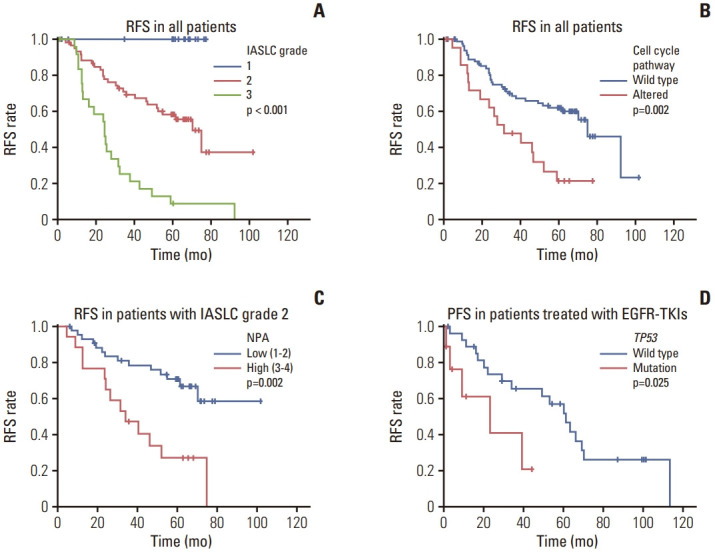 A
RFS in all patients
RFS rate
1.0
0.8
0.6
0.4
0.2
0
0 20 40 60 80 100 120
Time (mo)
IASLC grade
1
2
3
p < 0.001
B
RFS in all patients
RFS rate
1.0
0.8
0.6
0.4
0.2
0
0 20 40 60 80 100 120
Time (mo)
Cell cycle
pathway
Wild type
Altered
p=0.002
C
RFS in patients with IASLC grade 2
RFS rate
1.0
0.8
0.6
0.4
0.2
0
0 20 40 60 80 100 120
Time (mo)
NPA
Low (1-2)
High (3-4)
p=0.002
D
PFS in patients treated with EGFR-TKIs
RFS rate
1.0
0.8
0.6
0.4
0.2
0
0 20 40 60 80 100 120
Time (mo)
TP53
Wild type
Mutation
p=0.025